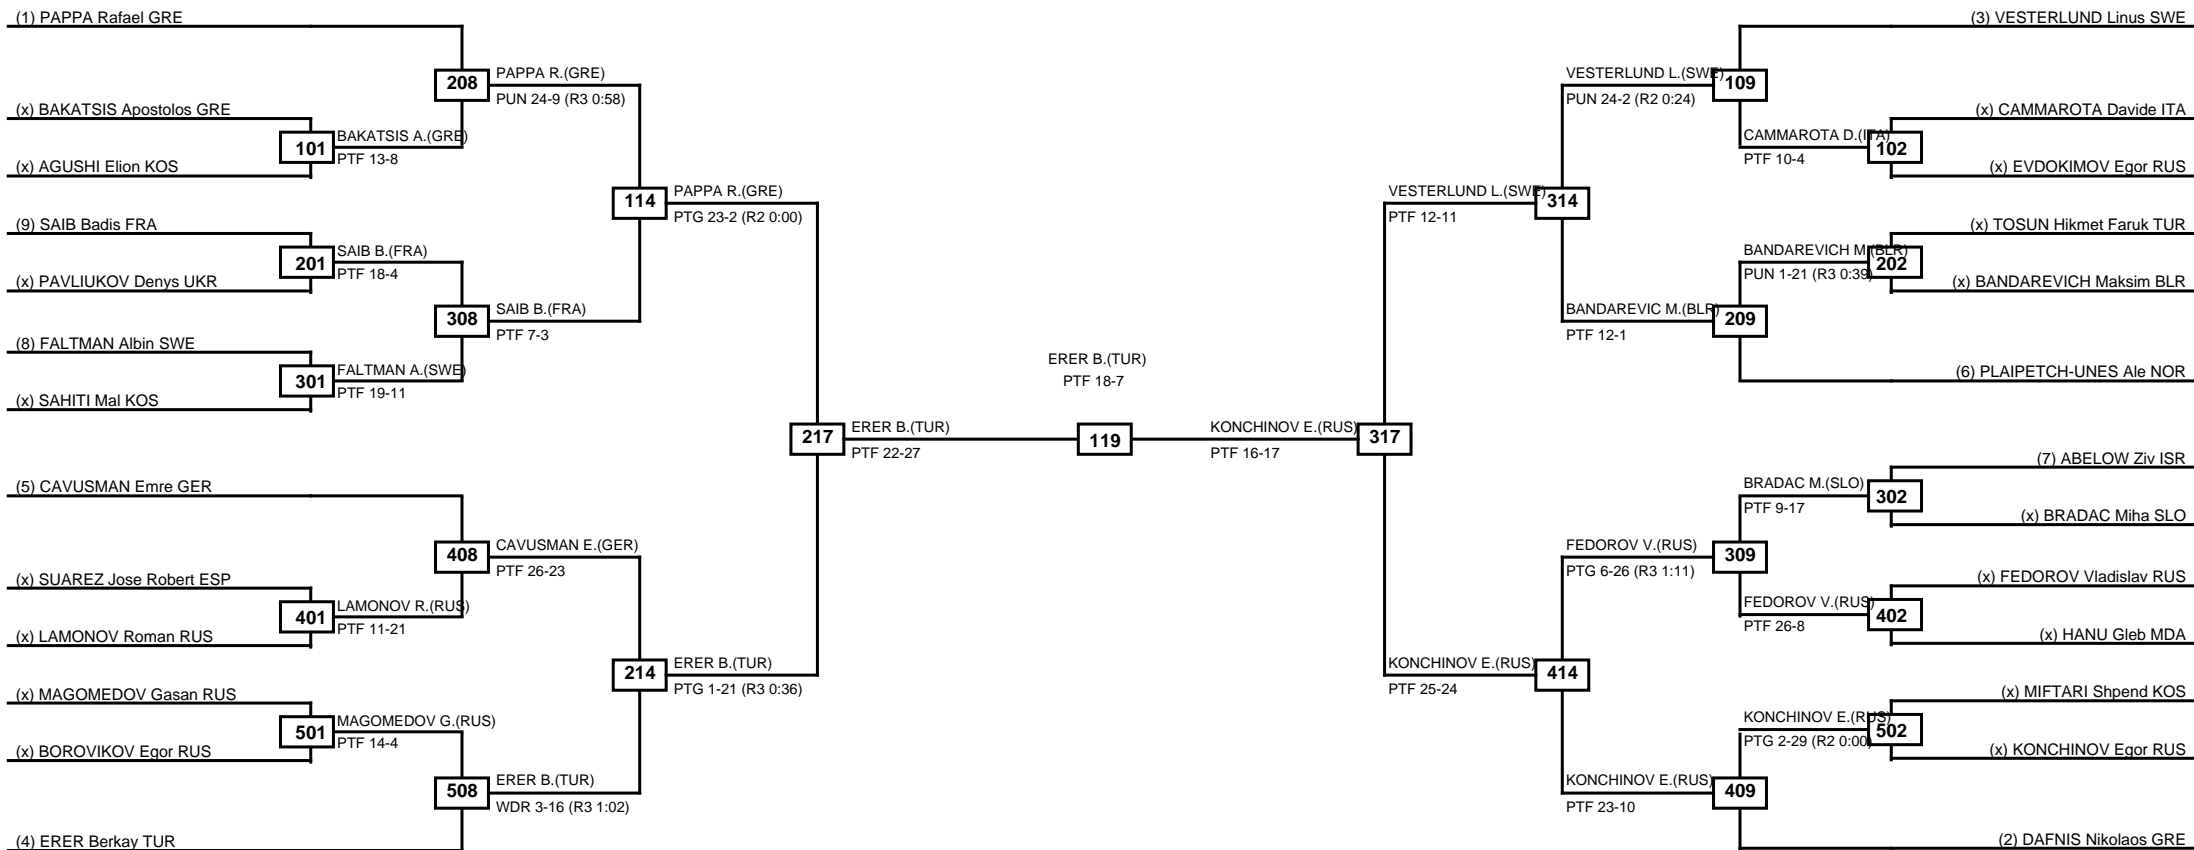 (1) PAPPA Rafael GRE
(x) BAKATSIS Apostolos GRE
(x) AGUSHI Elion KOS
(9) SAIB Badis FRA
(x) PAVLIUKOV Denys UKR
(8) FALTMAN Albin SWE
(x) SAHITI Mal KOS
(5) CAVUSMAN Emre GER
(x) SUAREZ Jose Robert ESP
(x) LAMONOV Roman RUS
(x) MAGOMEDOV Gasan RUS
(x) BOROVIKOV Egor RUS
(4) ERER Berkay TUR
101
BAKATSIS A.(GRE)
PTF 13-8
201
SAIB B.(FRA)
PTF 18-4
301
FALTMAN A.(SWE)
PTF 19-11
401
LAMONOV R.(RUS)
PTF 11-21
501
MAGOMEDOV G.(RUS)
PTF 14-4
208
PAPPA R.(GRE)
PUN 24-9 (R3 0:58)
308
SAIB B.(FRA)
PTF 7-3
408
CAVUSMAN E.(GER)
PTF 26-23
508
ERER B.(TUR)
WDR 3-16 (R3 1:02)
114
PAPPA R.(GRE)
PTG 23-2 (R2 0:00)
214
ERER B.(TUR)
PTG 1-21 (R3 0:36)
217
ERER B.(TUR)
PTF 22-27
ERER B.(TUR)
PTF 18-7
119
KONCHINOV E.(RUS)
PTF 16-17
317
VESTERLUND L.(SWE)
PTF 12-11
314
KONCHINOV E.(RUS)
PTF 25-24
414
VESTERLUND L.(SWE)
PUN 24-2 (R2 0:24)
109
BANDAREVIC M.(BLR)
PTF 12-1
209
FEDOROV V.(RUS)
PTG 6-26 (R3 1:11)
309
KONCHINOV E.(RUS)
PTF 23-10
409
CAMMAROTA D.(ITA)
PTF 10-4
102
BANDAREVICH M.(BLR)
PUN 1-21 (R3 0:39)
202
BRADAC M.(SLO)
PTF 9-17
302
FEDOROV V.(RUS)
PTF 26-8
402
KONCHINOV E.(RUS)
PTG 2-29 (R2 0:00)
502
(3) VESTERLUND Linus SWE
(x) CAMMAROTA Davide ITA
(x) EVDOKIMOV Egor RUS
(x) TOSUN Hikmet Faruk TUR
(x) BANDAREVICH Maksim BLR
(6) PLAIPETCH-UNES Ale NOR
(7) ABELOW Ziv ISR
(x) BRADAC Miha SLO
(x) FEDOROV Vladislav RUS
(x) HANU Gleb MDA
(x) MIFTARI Shpend KOS
(x) KONCHINOV Egor RUS
(2) DAFNIS Nikolaos GRE